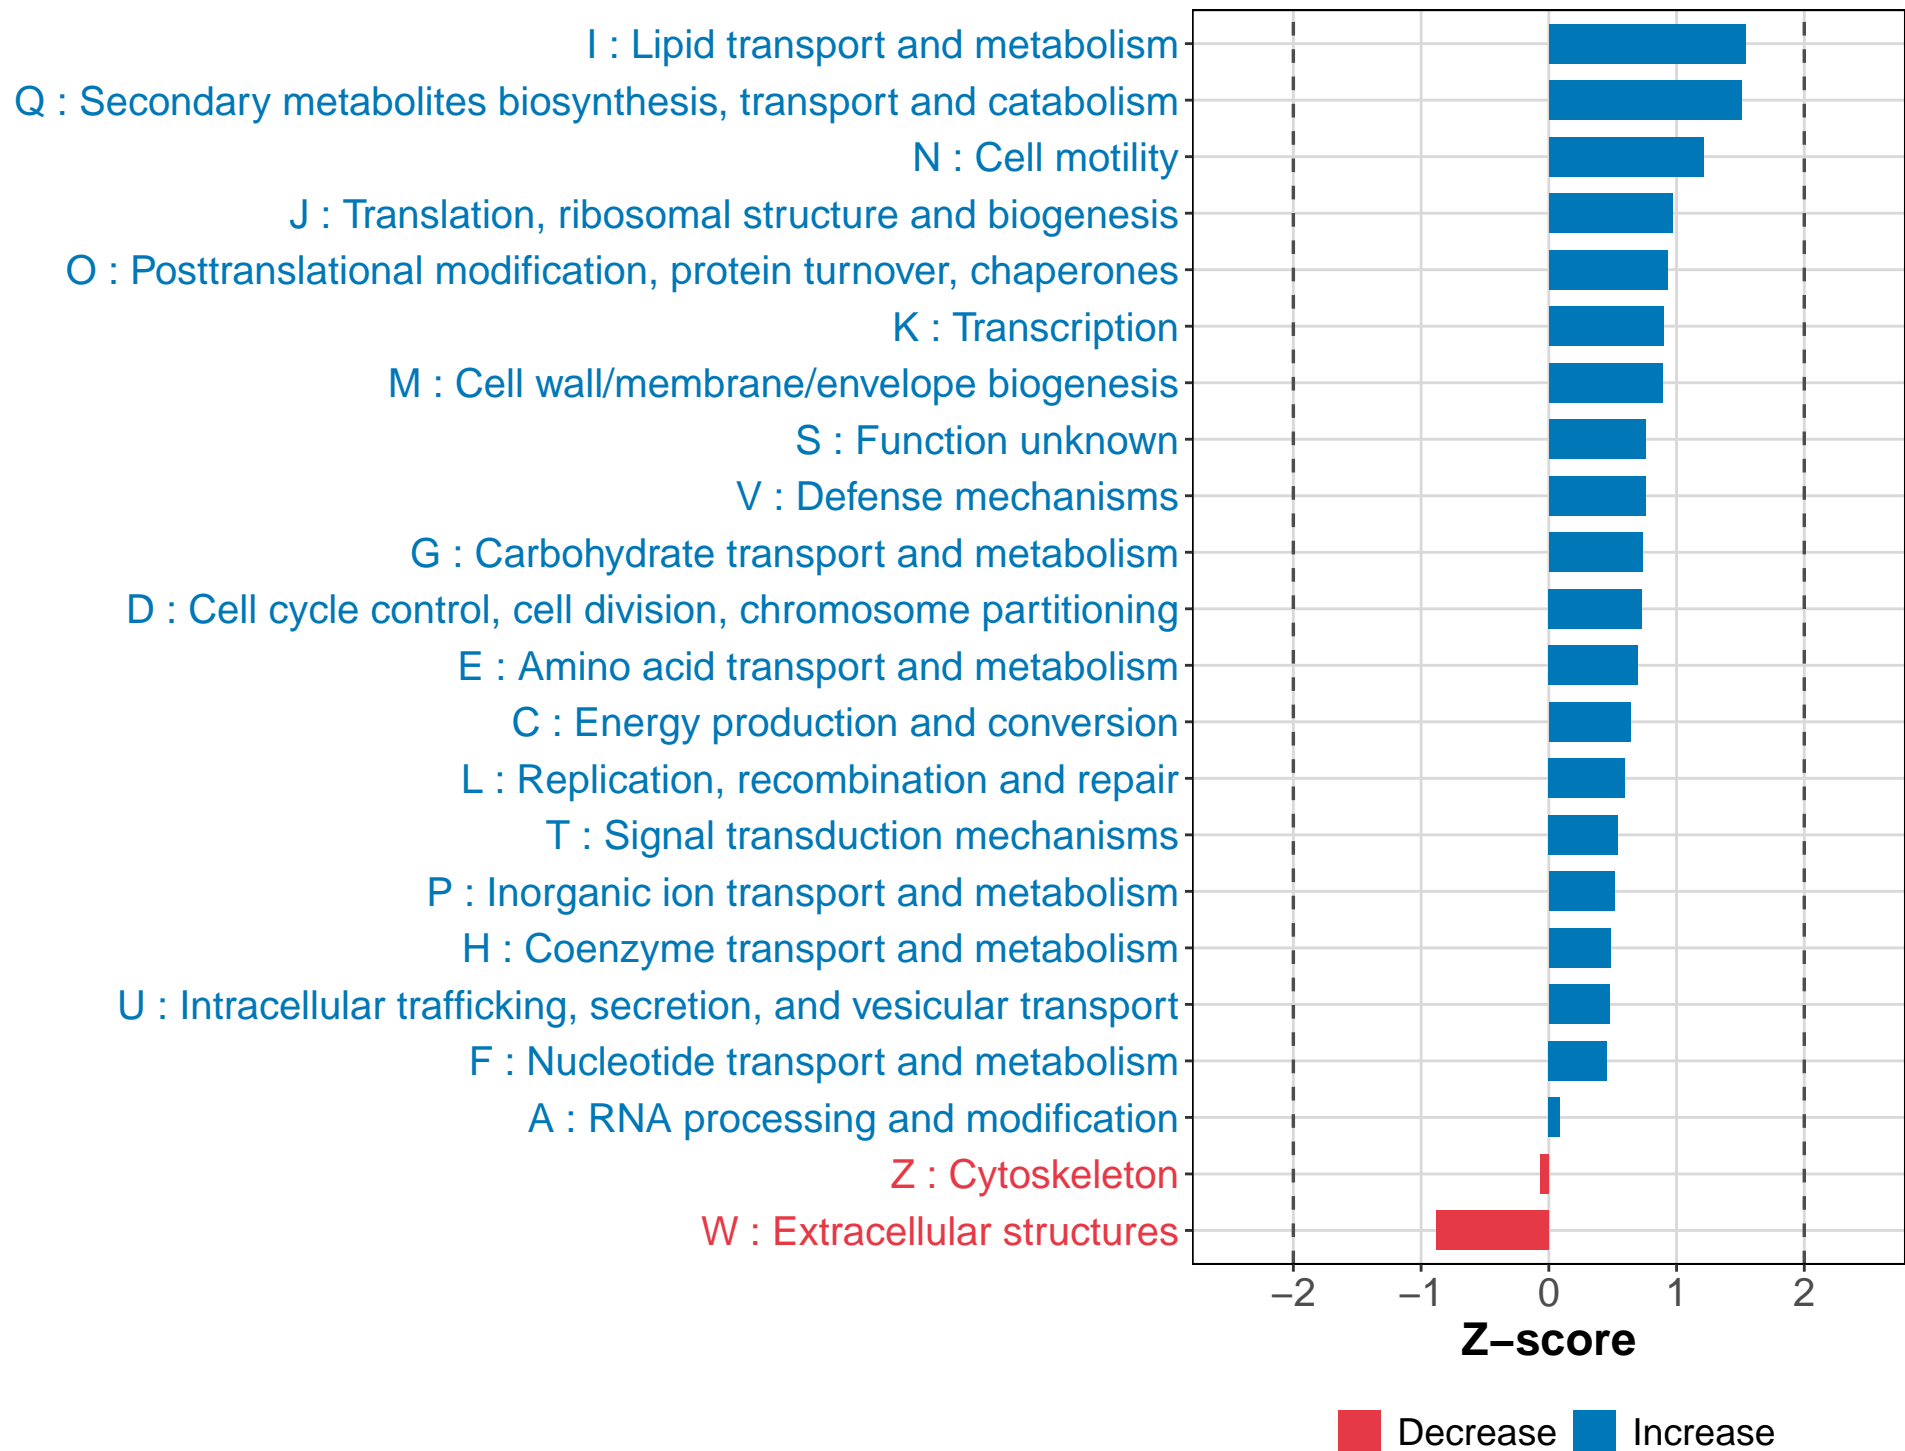 I : Lipid transport and metabolism
Q : Secondary metabolites biosynthesis, transport and catabolism
N : Cell motility
J : Translation, ribosomal structure and biogenesis
O : Posttranslational modification, protein turnover, chaperones
K : Transcription
M : Cell wall/membrane/envelope biogenesis
S : Function unknown
V : Defense mechanisms
G : Carbohydrate transport and metabolism
D : Cell cycle control, cell division, chromosome partitioning
E : Amino acid transport and metabolism
C : Energy production and conversion
L : Replication, recombination and repair
T : Signal transduction mechanisms
P : Inorganic ion transport and metabolism
H : Coenzyme transport and metabolism
U : Intracellular trafficking, secretion, and vesicular transport
F : Nucleotide transport and metabolism
A : RNA processing and modification
Z : Cytoskeleton
W : Extracellular structures
−2 −1 0 1 2
Z−score
Decrease Increase